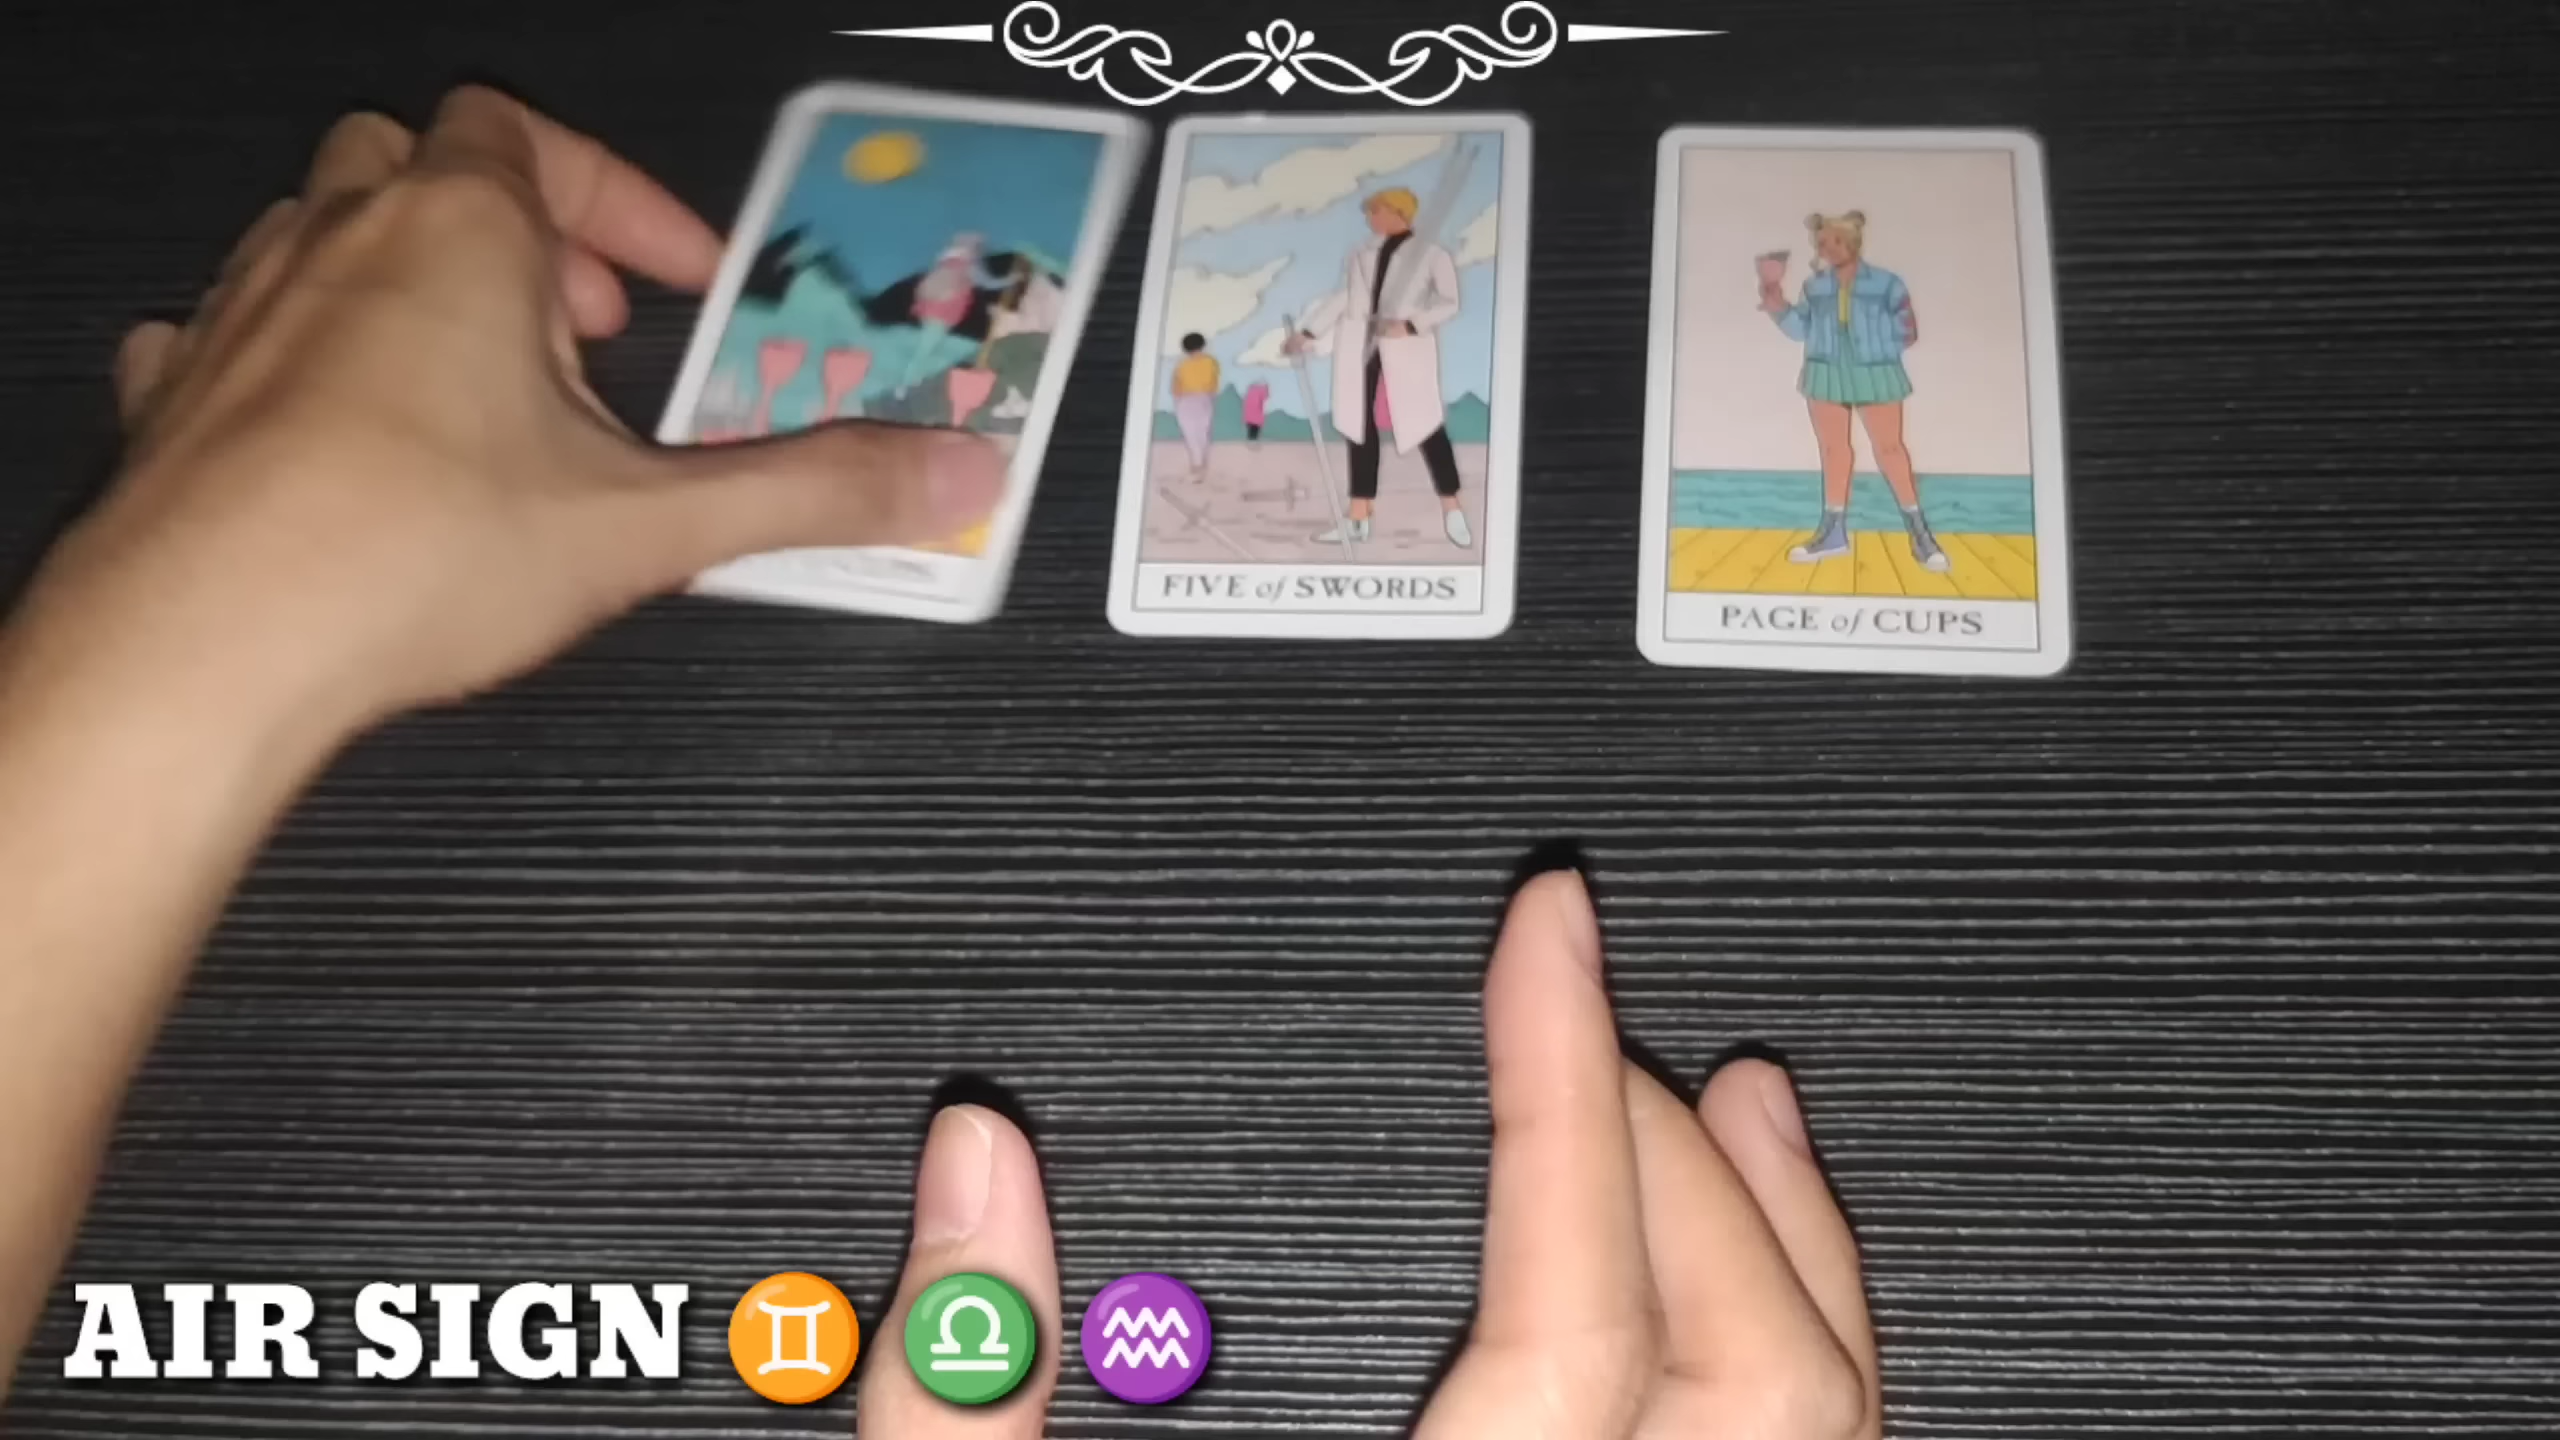 FIVE of SWORDS
PAGE of CUPS
AIR SIGN ♊ ♎ ♒